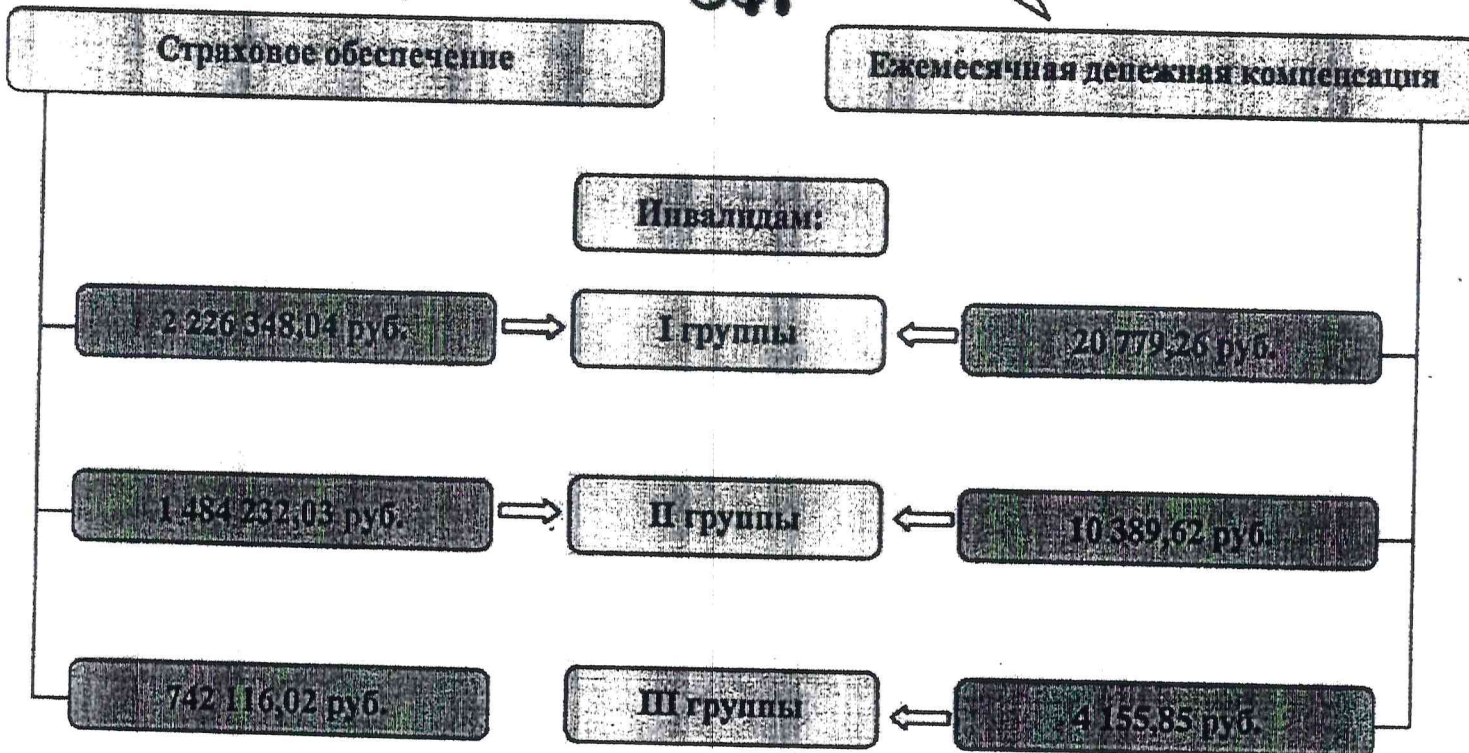 Страховое обеспечение
Ежемесячная денежная компенсация
Инвалидам:
2 226 348,04 руб.
I группы
20 779,26 руб.
1 484 232,03 руб.
II группы
10 389,62 руб.
742 116,02 руб.
III группы
4 155,85 руб.